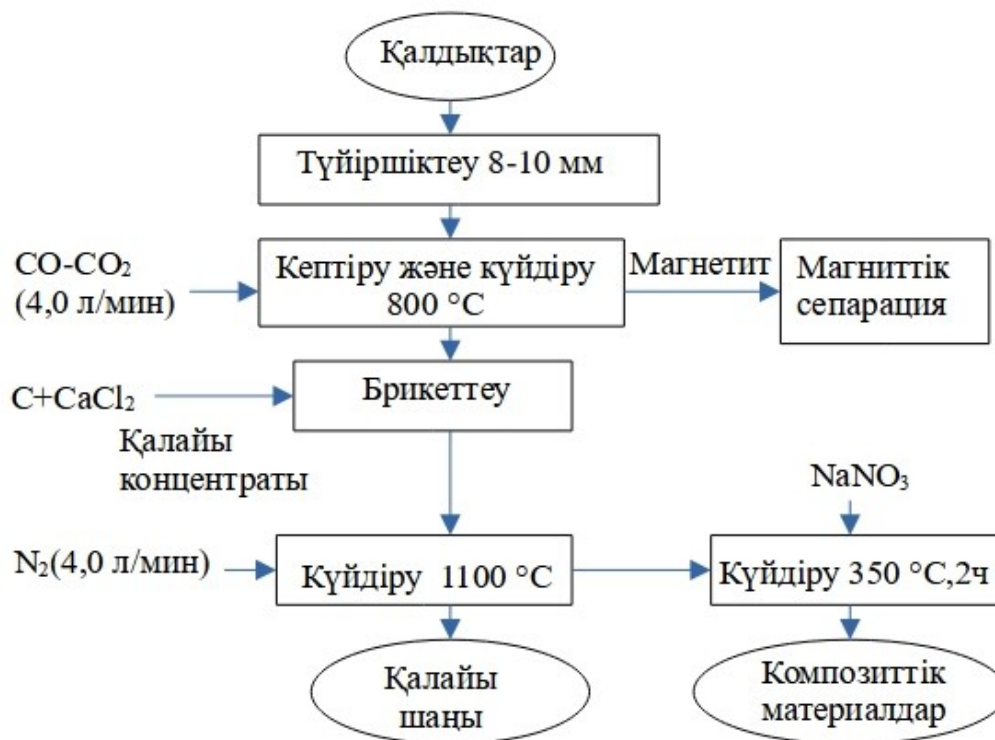 Қалдықтар
Түйіршіктеу 8-10 мм
CO-CO₂
(4,0 л/мин)
Кептіру және күйдіру
800 °C
Магнетит
Магниттік
сепарация
C+CaCl₂
Брикеттеу
Қалайы
концентраты
NaNO₃
N₂(4,0 л/мин)
Күйдіру 1100 °C
Күйдіру 350 °C,2ч
Қалайы
шаңы
Композиттік
материалдар